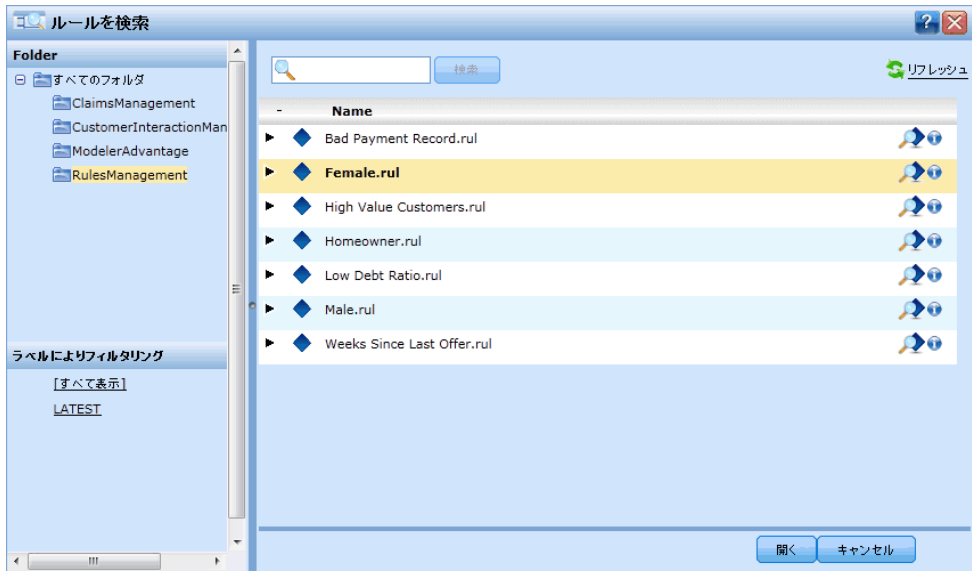 ルールを検索
Folder
すべてのフォルダ
ClaimsManagement
CustomerInteractionMan
ModelerAdvantage
RulesManagement
ラベルによりフィルタリング
[すべて表示]
LATEST
検索
リフレッシュ
- Name
Bad Payment Record.rul
Female.rul
High Value Customers.rul
Homeowner.rul
Low Debt Ratio.rul
Male.rul
Weeks Since Last Offer.rul
開く キャンセル